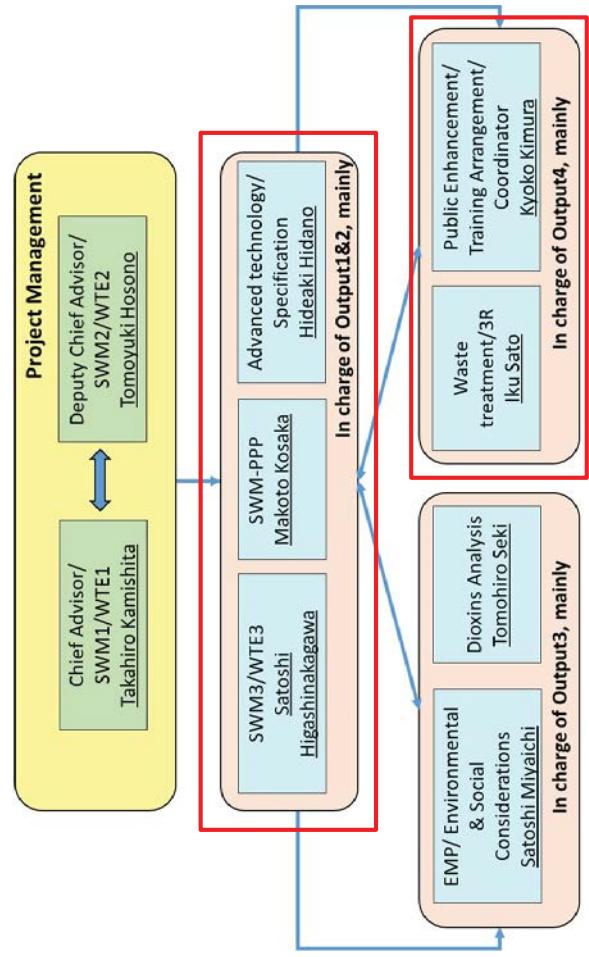 Project Management
Chief Advisor/
SWM1/WTE1
Takahiro Kamishita
Deputy Chief Advisor/
SWM2/WTE2
Tomoyuki Hosono
SWM3/WTE3
Satoshi
Higashinakagawa
SWM-PPP
Makoto Kosaka
Advanced technology/
Specification
Hideaki Hidano
In charge of Output1&2, mainly
EMP/ Environmental
& Social
Considerations
Satoshi Miyaichi
Dioxins Analysis
Tomohiro Seki
In charge of Output3, mainly
Waste
treatment/3R
Iku Sato
Public Enhancement/
Training Arrangement/
Coordinator
Kyoko Kimura
In charge of Output4, mainly